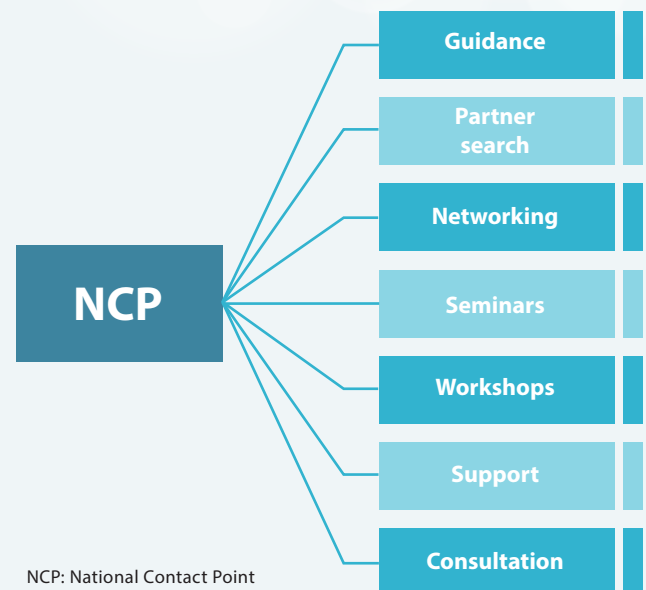 Guidance
Partner
search
Networking
NCP
Seminars
Workshops
Support
Consultation
NCP: National Contact Point